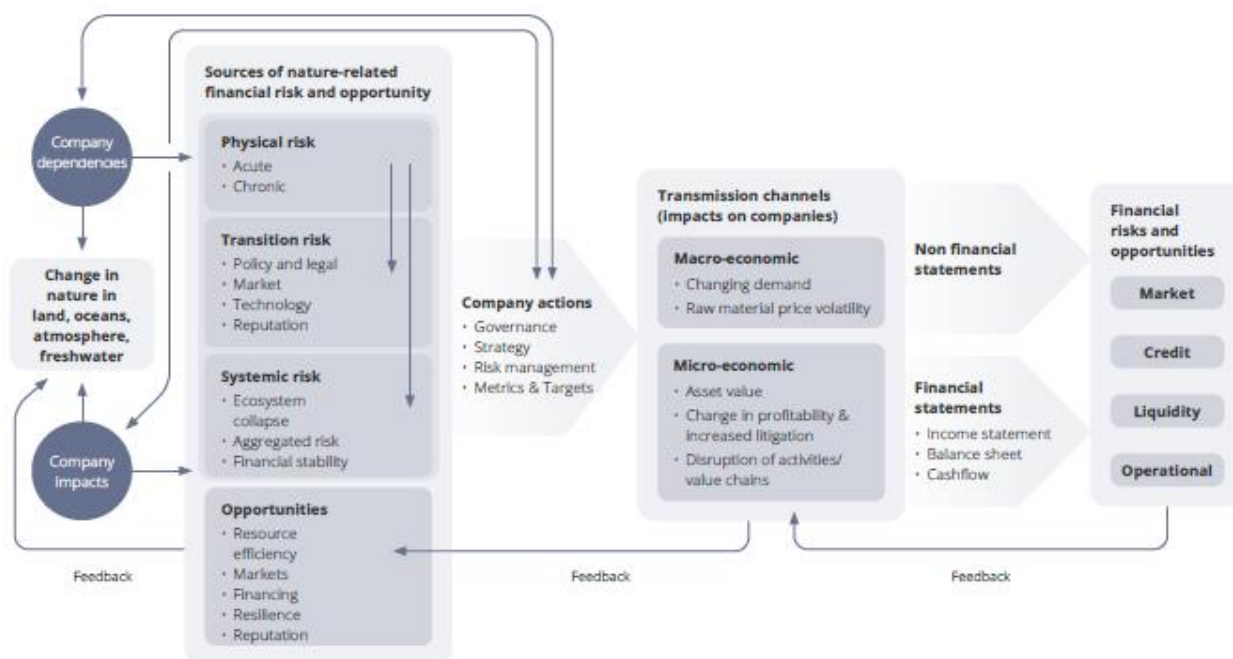 Company
dependencies
Change in
nature in
land, oceans,
atmosphere,
freshwater
Company
impacts
Sources of nature-related
financial risk and opportunity
Physical risk
• Acute
• Chronic
Transition risk
• Policy and legal
• Market
• Technology
• Reputation
Systemic risk
• Ecosystem
collapse
• Aggregated risk
• Financial stability
Opportunities
• Resource
efficiency
• Markets
• Financing
• Resilience
• Reputation
Company actions
• Governance
• Strategy
• Risk management
• Metrics & Targets
Transmission channels
(impacts on companies)
Macro-economic
• Changing demand
• Raw material price volatility
Micro-economic
• Asset value
• Change in profitability &
increased litigation
• Disruption of activities/
value chains
Non financial
statements
Financial
statements
• Income statement
• Balance sheet
• Cashflow
Financial
risks and
opportunities
Market
Credit
Liquidity
Operational
Feedback
Feedback
Feedback